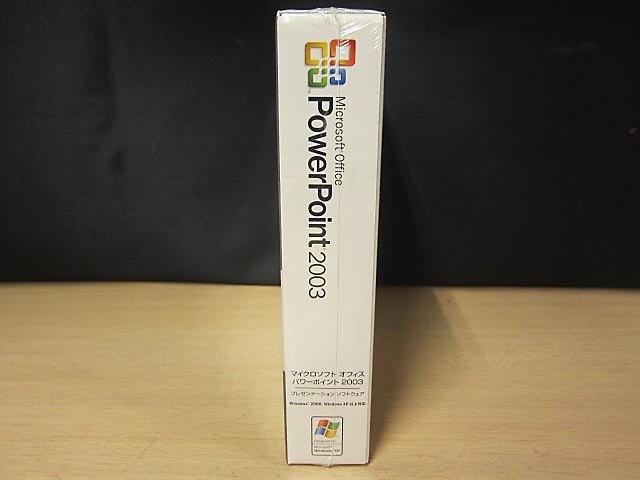 Microsoft Office
PowerPoint 2003
マイクロソフト オフィス
パワーポイント 2003
プレゼンテーション ソフトウェア
Windows 2000, Windows XP 以上対応
Designed for
Microsoft
Windows XP